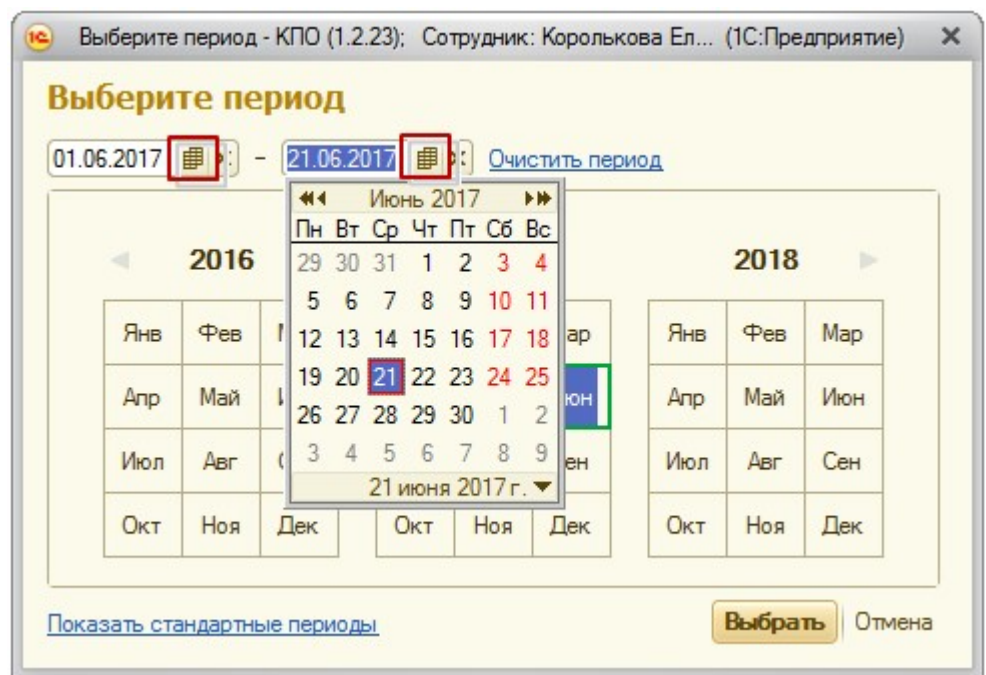 1С Выберите период - КПО (1.2.23); Сотрудник: Королькова Ел... (1С:Предприятие)
Выберите период
01.06.2017 – 21.06.2017 Очистить период
Июнь 2017
Пн Вт Ср Чт Пт Сб Вс
2016 29 30 31 1 2 3 4 2018
5 6 7 8 9 10 11
Янв Фев 12 13 14 15 16 17 18 Янв Фев Мар
Апр Май 19 20 21 22 23 24 25 Апр Май Июн
26 27 28 29 30 1 2
Июл Авг 3 4 5 6 7 8 9 Июл Авг Сен
21 июня 2017 г.
Окт Ноя Дек Окт Ноя Дек Окт Ноя Дек
Показать стандартные периоды Выбрать Отмена